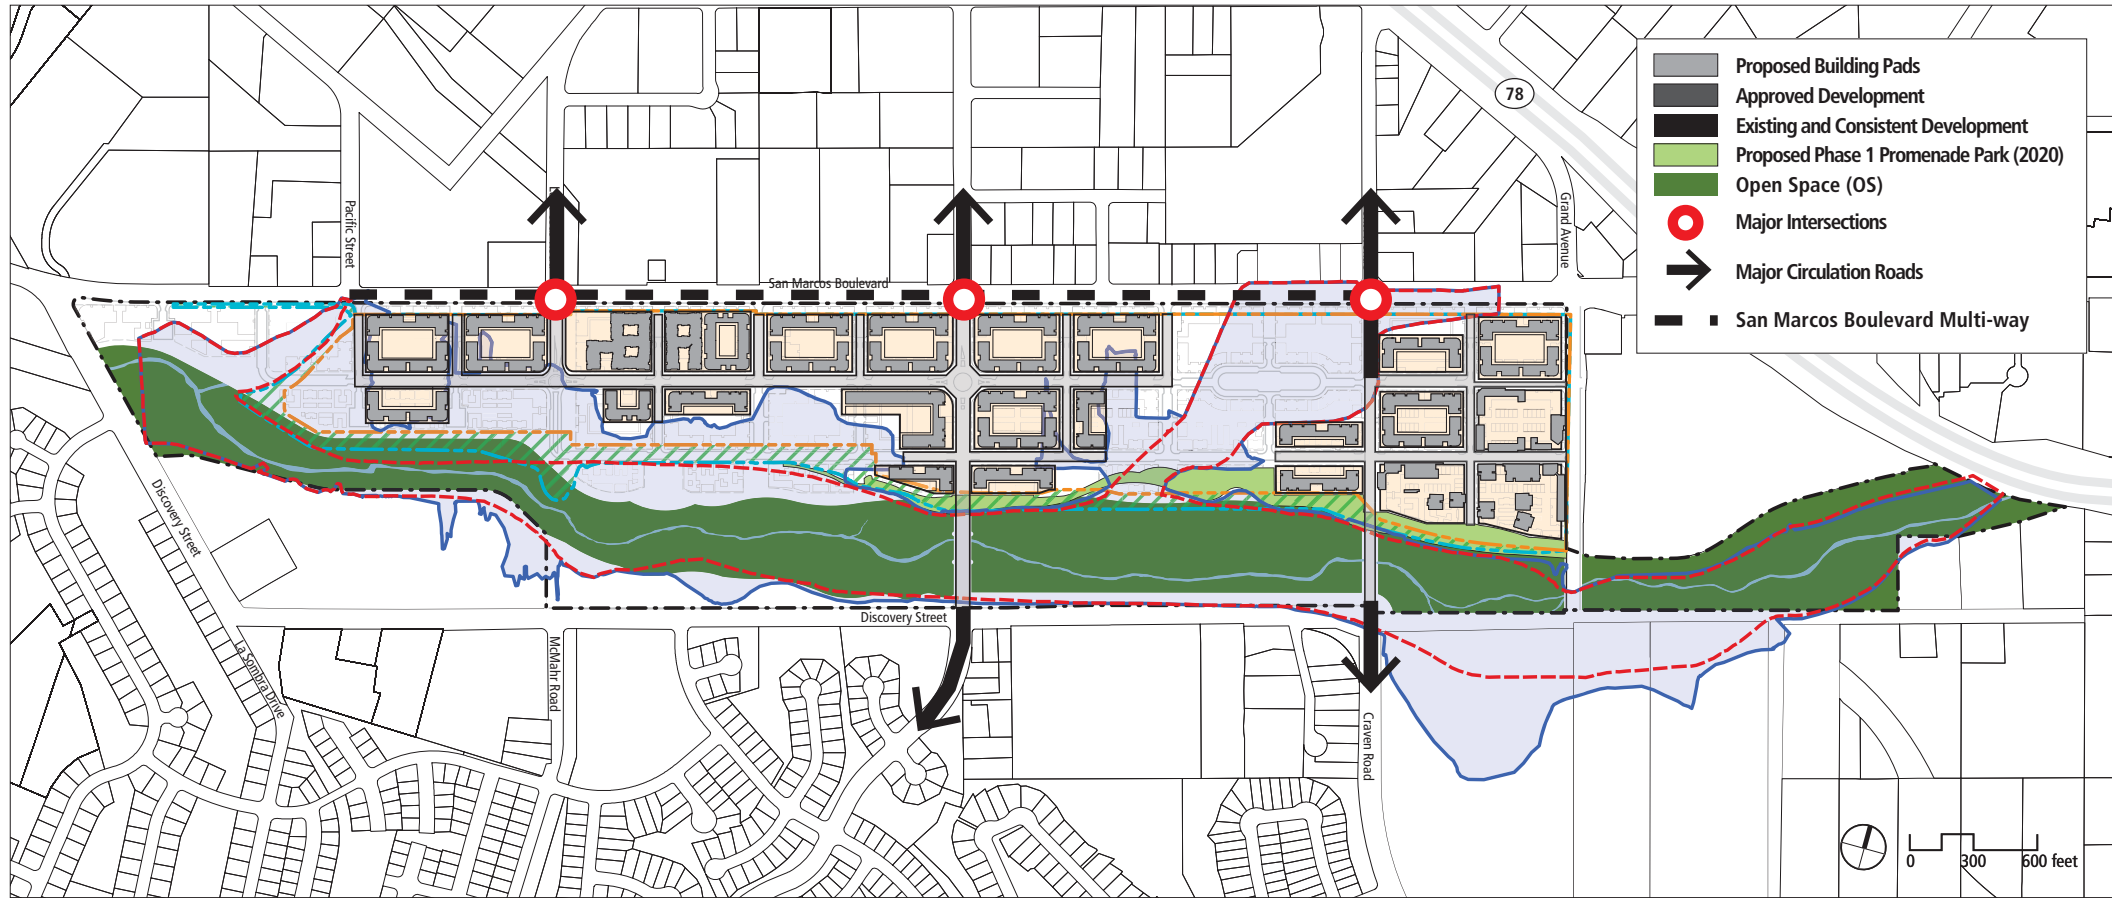 Proposed Building Pads
Approved Development
Existing and Consistent Development
Proposed Phase 1 Promenade Park (2020)
Open Space (OS)
Major Intersections
Major Circulation Roads
San Marcos Boulevard Multi-way
78
Pacific Street
Grand Avenue
San Marcos Boulevard
Discovery Street
Discovery Street
La Sombra Drive
McMahr Road
Craven Road
0 300 600 feet